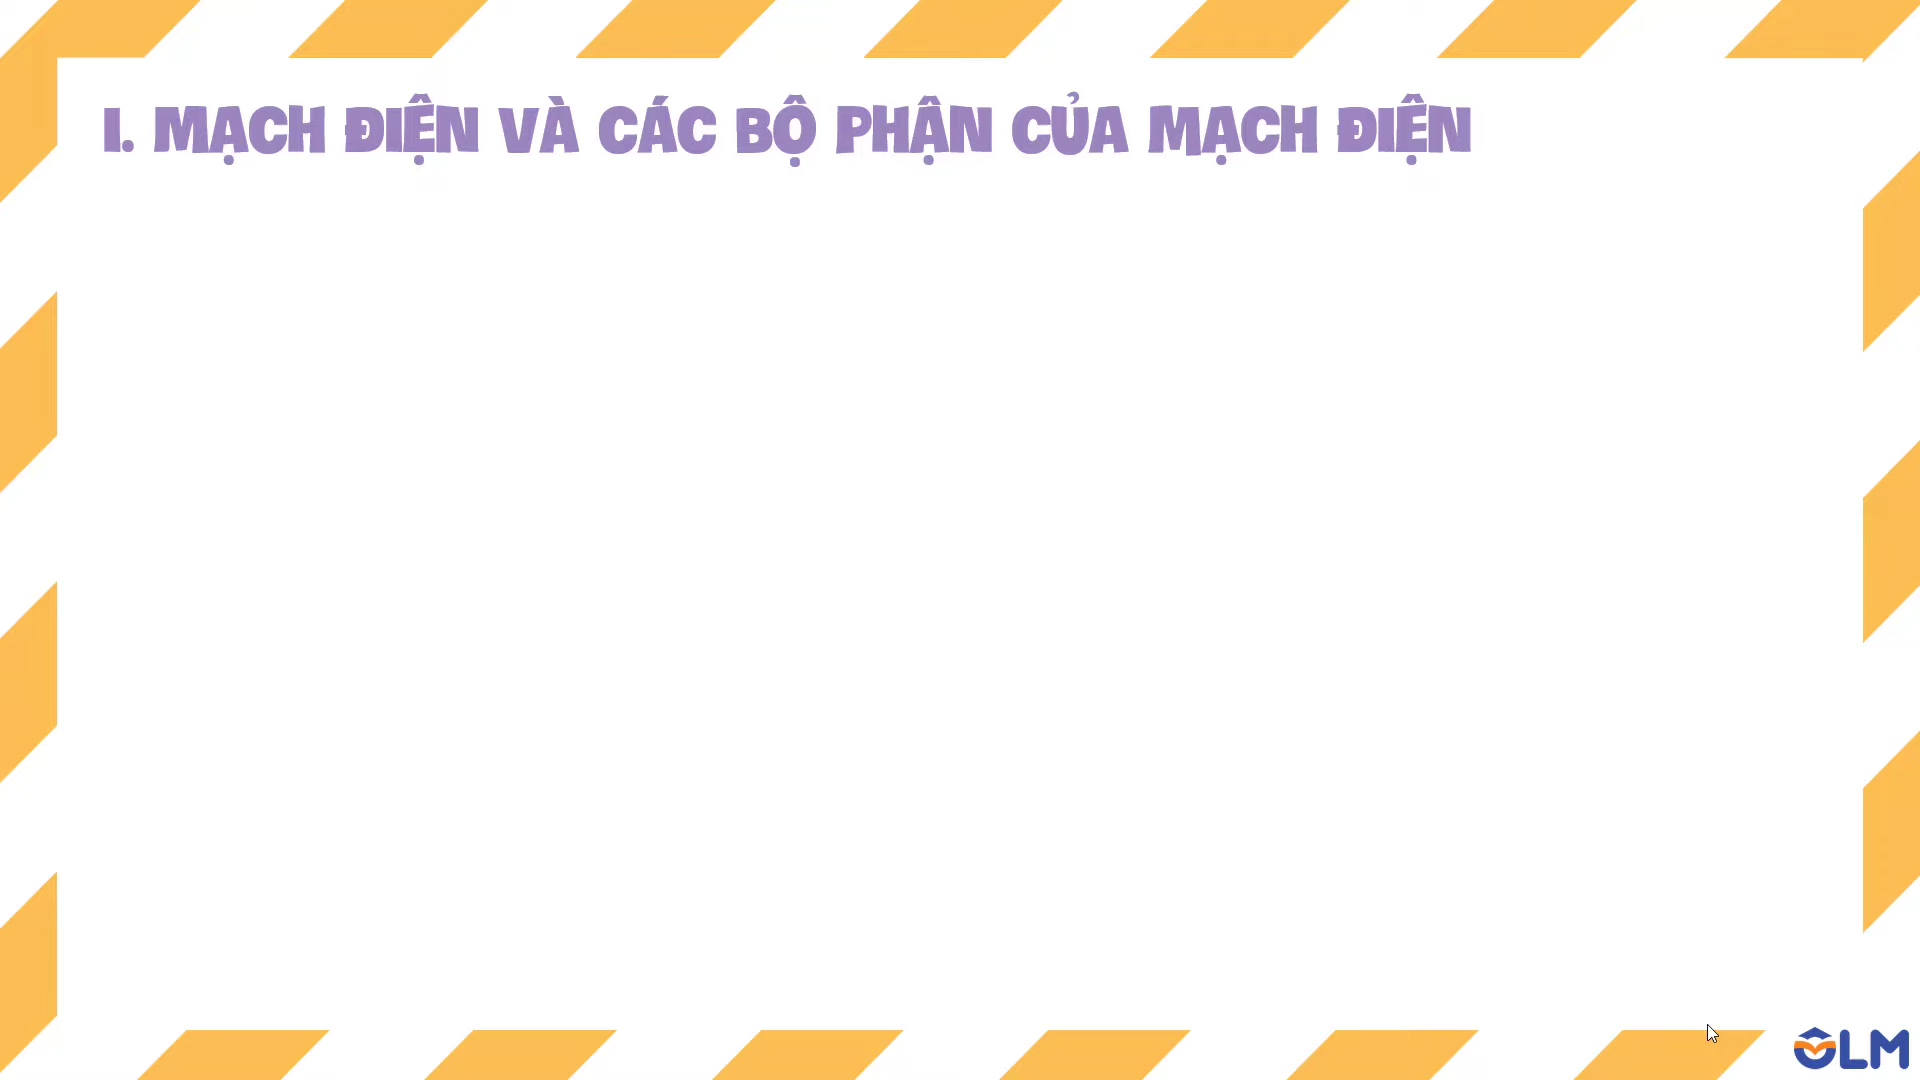 I. MẠCH ĐIỆN VÀ CÁC BỘ PHẬN CỦA MẠCH ĐIỆN
OLM